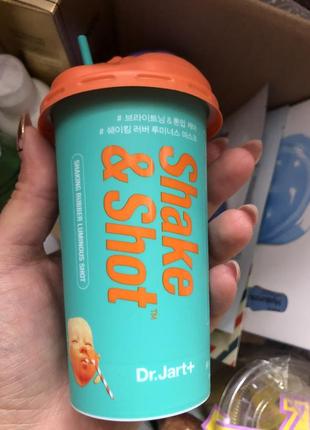 # 브라이트닝 & 톤업 케어
# 쉐이킹 러버 루미너스 마스크
Shake
& Shot™
SHAKING RUBBER LUMINOUS SHOT
Dr.Jart+